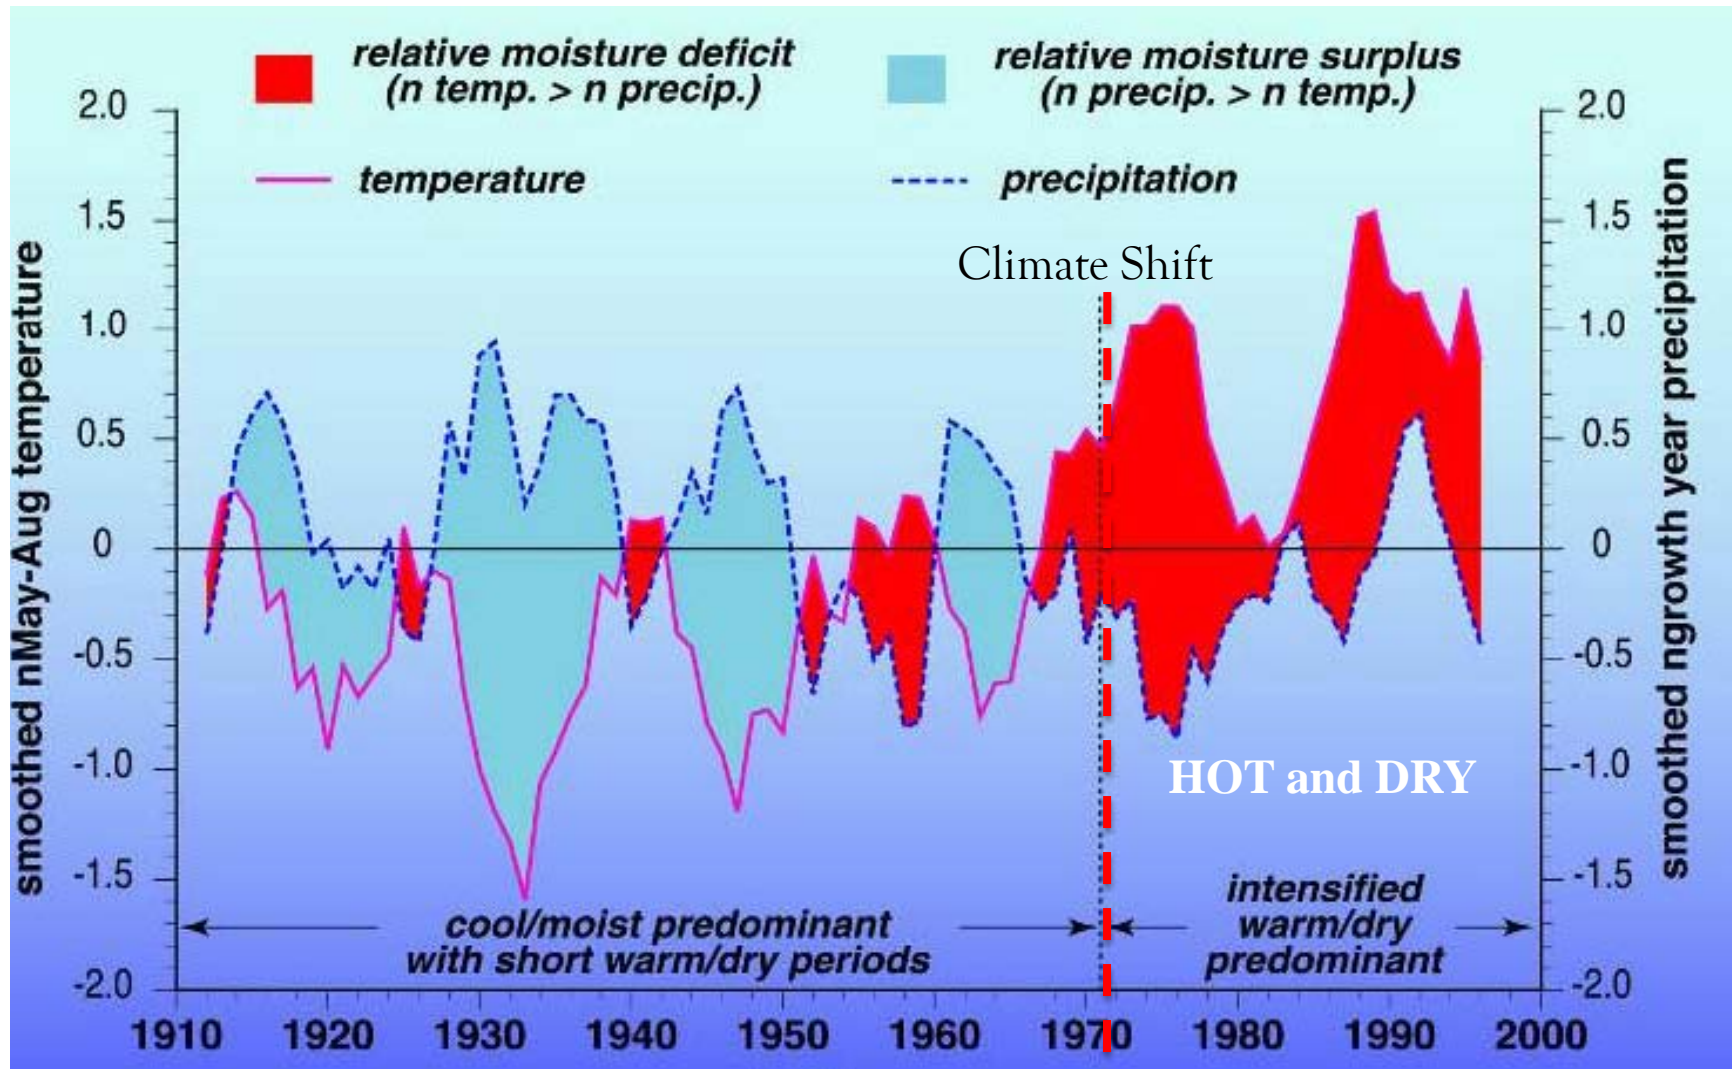 relative moisture deficit
(n temp. > n precip.)
relative moisture surplus
(n precip. > n temp.)
temperature
precipitation
Climate Shift
HOT and DRY
cool/moist predominant
with short warm/dry periods
intensified
warm/dry
predominant
smoothed nMay-Aug temperature
2.0
1.5
1.0
0.5
0
-0.5
-1.0
-1.5
-2.0
smoothed ngrowth year precipitation
2.0
1.5
1.0
0.5
0
-0.5
-1.0
-1.5
-2.0
1910 1920 1930 1940 1950 1960 1970 1980 1990 2000